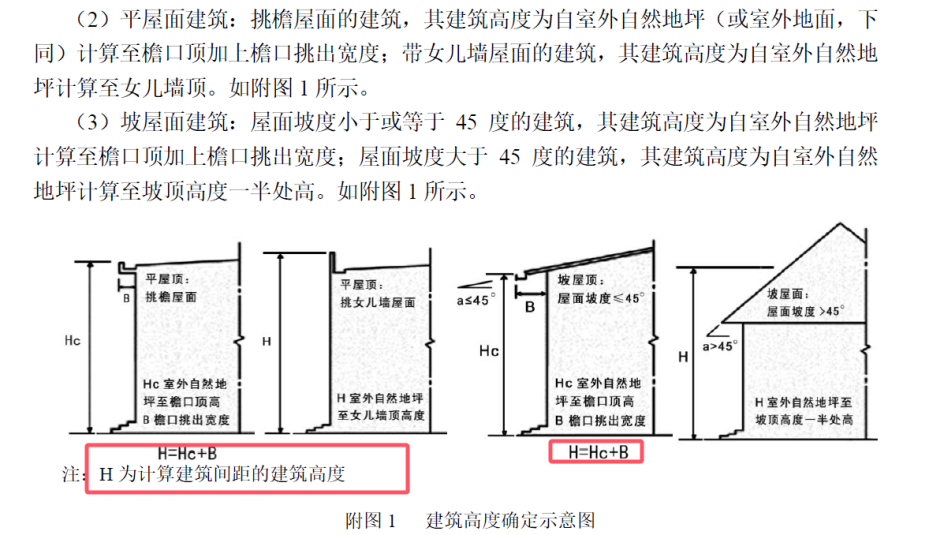 （2）平屋面建筑：挑檐屋面的建筑，其建筑高度为自室外自然地坪（或室外地面，下
同）计算至檐口顶加上檐口挑出宽度；带女儿墙屋面的建筑，其建筑高度为自室外自然地
坪计算至女儿墙顶。如附图1所示。
（3）坡屋面建筑：屋面坡度小于或等于 45 度的建筑，其建筑高度为自室外自然地坪
计算至檐口顶加上檐口挑出宽度；屋面坡度大于 45 度的建筑，其建筑高度为自室外自然
地坪计算至坡顶高度一半处高。如附图1所示。
Hc
B
平屋顶：
挑檐屋面
Hc 室外自然地
坪至檐口顶高
B 檐口挑出宽度
H=Hc+B
H
平屋顶：
挑女儿墙屋面
H 室外自然地坪
至女儿墙顶高度
a≤45°
B
Hc
坡屋顶：
屋面坡度≤45°
Hc 室外自然地
坪至檐口顶高
B 檐口挑出宽度
H=Hc+B
H
a>45°
坡屋面：
屋面坡度>45°
H 室外自然地坪至
坡顶高度一半处高
注：H 为计算建筑间距的建筑高度
附图1 建筑高度确定示意图